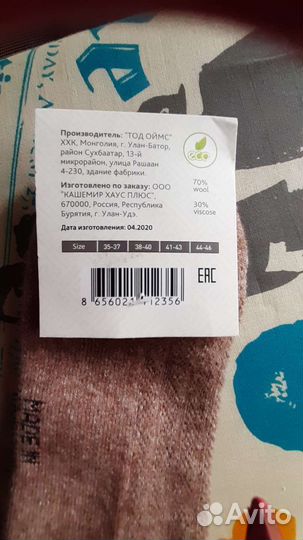 Производитель: "ТОД ОЙМС"
ХХК, Монголия, г. Улан-Батор,
район Сухбаатар, 13-й
микрорайон, улица Рашаан
4-230, здание фабрики.
eco
Изготовлено по заказу: ООО
"КАШЕМИР ХАУС ПЛЮС",
670000, Россия, Республика
Бурятия, г. Улан-Удэ.
70%
wool
30%
viscose
Дата изготовления: 04.2020
Size 35-37 38-40 41-43 44-46
EAC
MADE IN
Avito